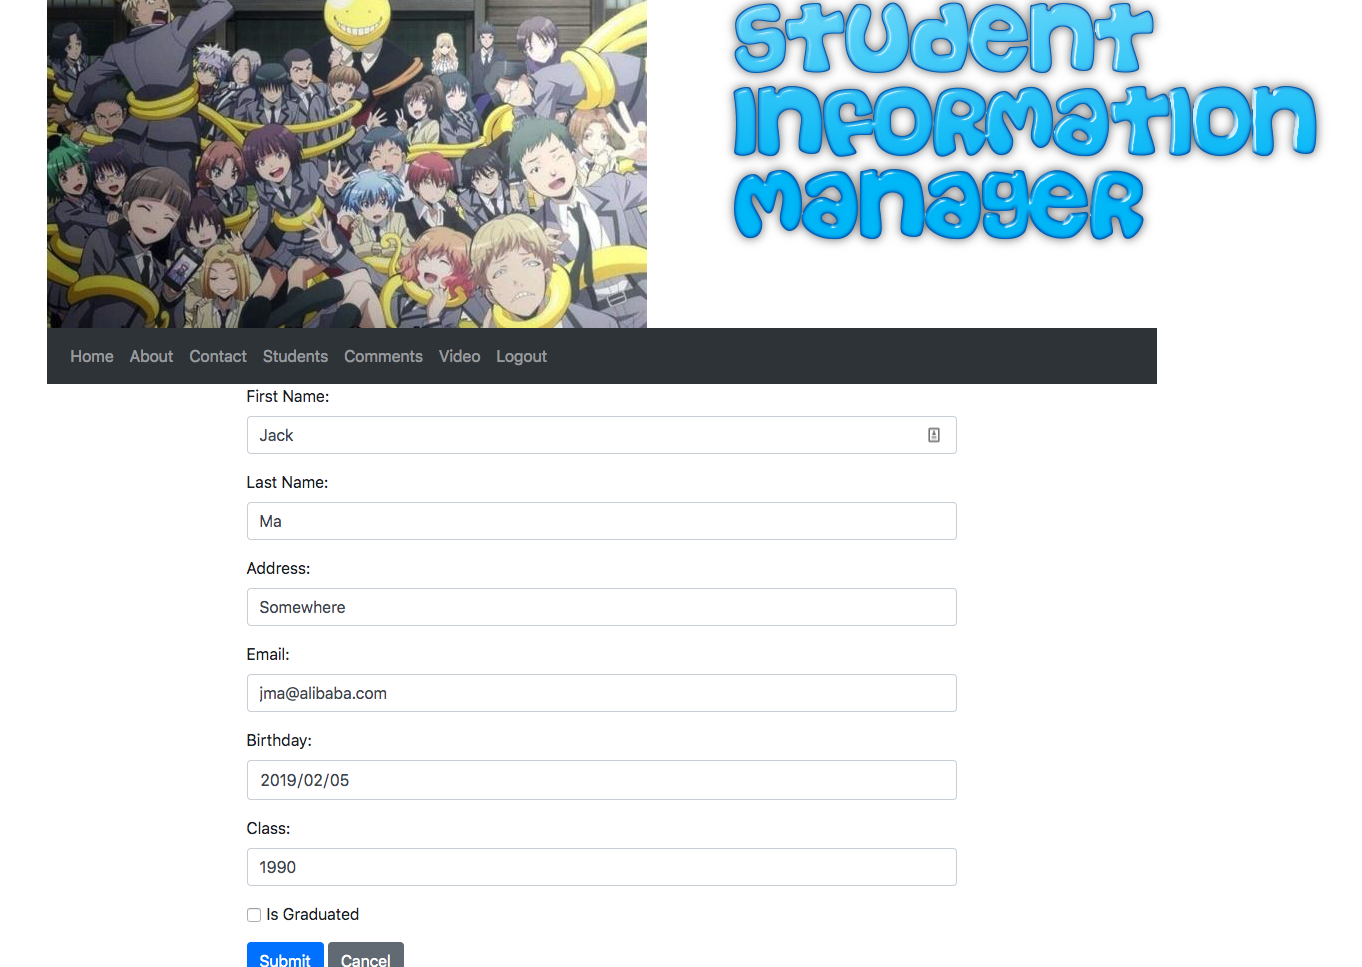 Student
Information
Manager
Home About Contact Students Comments Video Logout
First Name:
Jack
Last Name:
Ma
Address:
Somewhere
Email:
jma@alibaba.com
Birthday:
2019/02/05
Class:
1990
Is Graduated
Submit Cancel